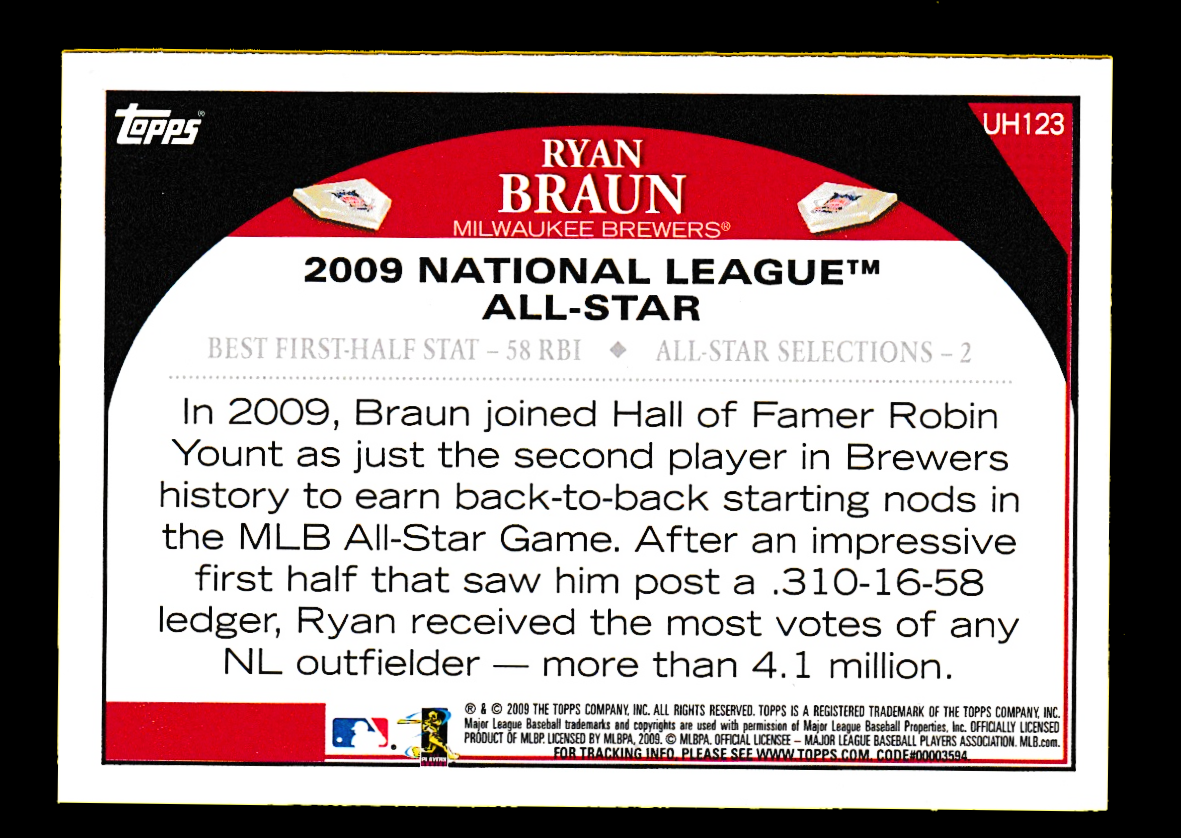 Topps®
UH123
RYAN
BRAUN
MILWAUKEE BREWERS®
2009 NATIONAL LEAGUE™
ALL-STAR
BEST FIRST-HALF STAT – 58 RBI ◆ ALL-STAR SELECTIONS – 2
In 2009, Braun joined Hall of Famer Robin
Yount as just the second player in Brewers
history to earn back-to-back starting nods in
the MLB All-Star Game. After an impressive
first half that saw him post a .310-16-58
ledger, Ryan received the most votes of any
NL outfielder — more than 4.1 million.
® & © 2009 THE TOPPS COMPANY, INC. ALL RIGHTS RESERVED. TOPPS IS A REGISTERED TRADEMARK OF THE TOPPS COMPANY, INC.
Major League Baseball trademarks and copyrights are used with permission of Major League Baseball Properties, Inc. OFFICIALLY LICENSED
PRODUCT OF MLBP. LICENSED BY MLBPA, 2009. © MLBPA. OFFICIAL LICENSEE – MAJOR LEAGUE BASEBALL PLAYERS ASSOCIATION. MLB.com.
FOR TRACKING INFO, PLEASE SEE WWW.TOPPS.COM. CODE#00003594
PLAYERS